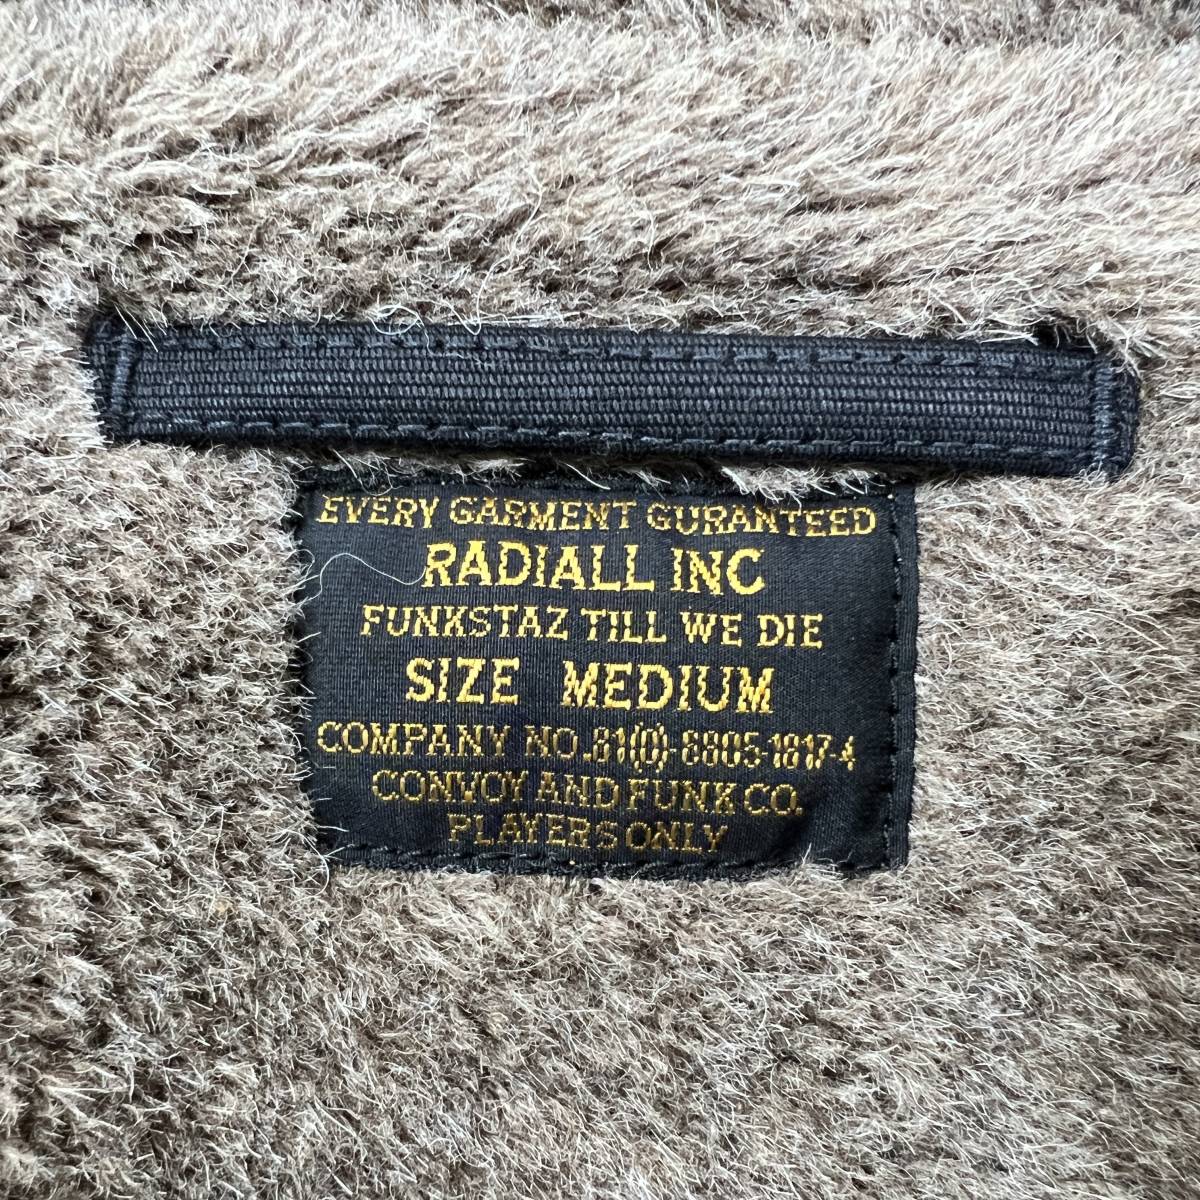 EVERY GARMENT GURANTEED
RADIALL INC
FUNKSTAZ TILL WE DIE
SIZE MEDIUM
COMPANY NO.81(0)-8805-1817-4
CONVOY AND FUNK CO.
PLAYERS ONLY